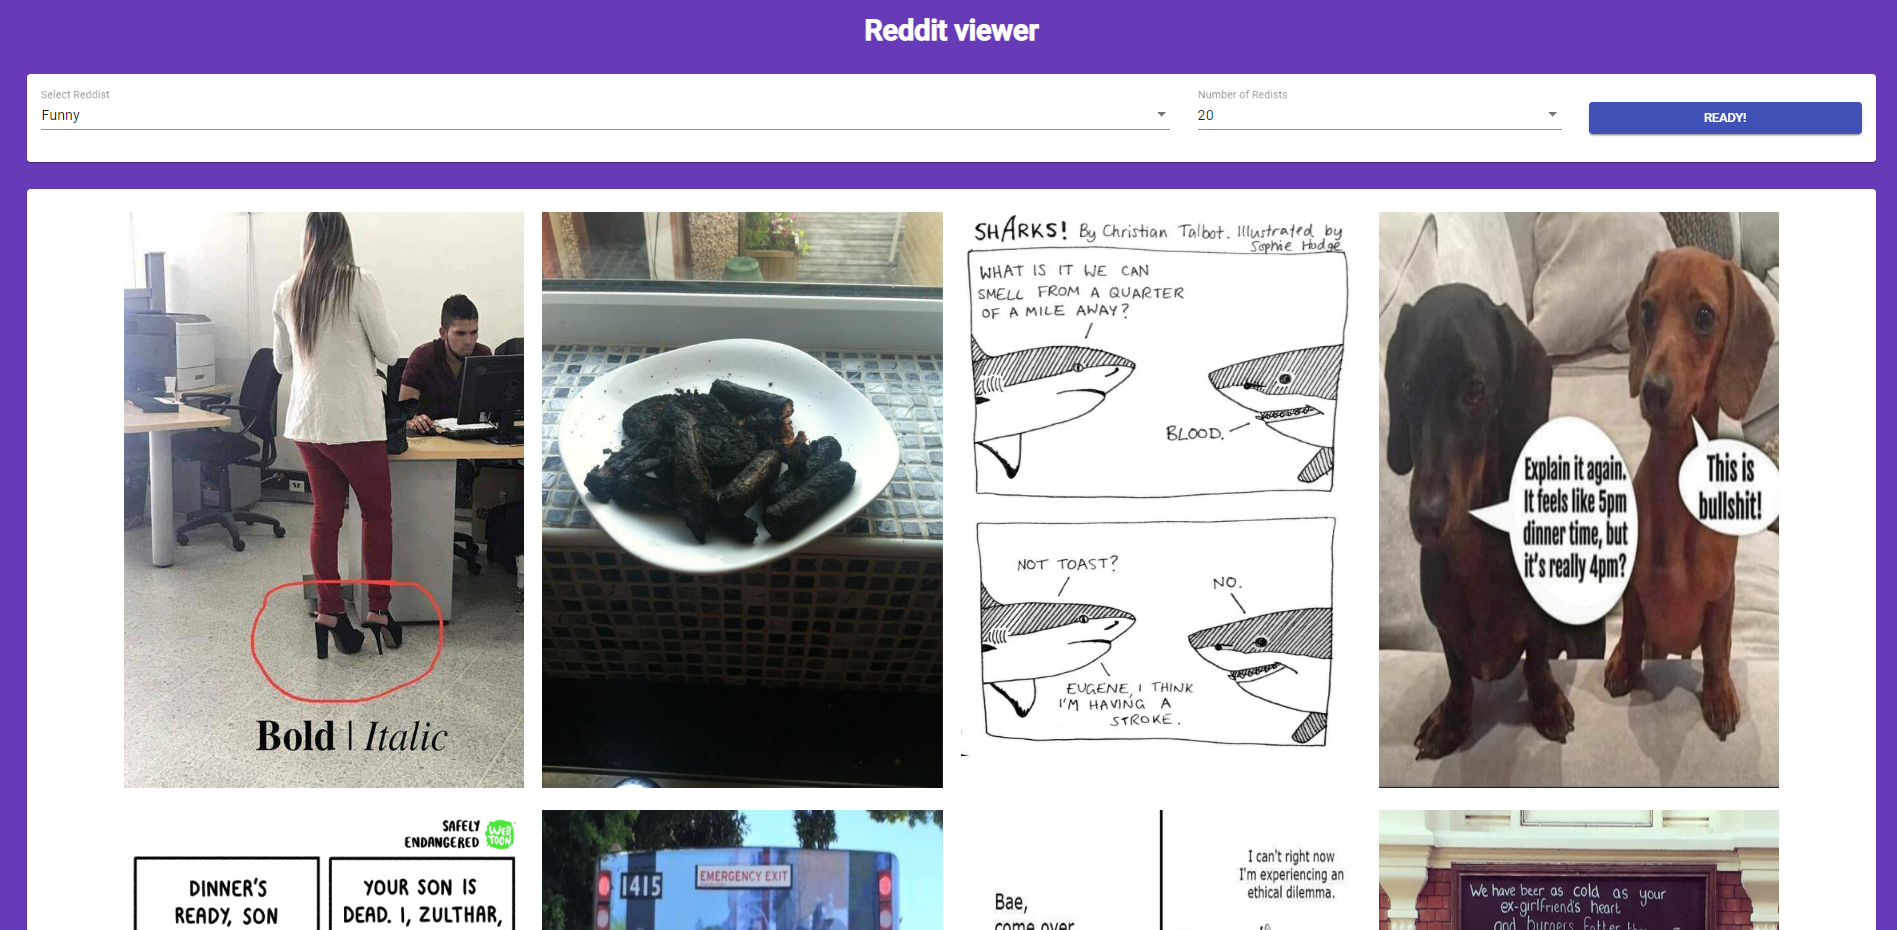 Reddit viewer
Select Reddist
Funny
Number of Redists
20
READY!
Bold | Italic
SHARKS! By Christian Talbot. Illustrated by
Sophie Hodge
WHAT IS IT WE CAN
SMELL FROM A QUARTER
OF A MILE AWAY?
BLOOD.
NOT TOAST?
NO.
EUGENE, I THINK
I'M HAVING A
STROKE.
Explain it again.
It feels like 5pm
dinner time, but
it's really 4pm?
This is
bullshit!
SAFELY
ENDANGERED
WEB
TOON
DINNER'S
READY, SON
YOUR SON IS
DEAD. I, ZULTHAR,
1415
EMERGENCY EXIT
Bae,
come over
I can't right now
I'm experiencing an
ethical dilemma.
We have beer as cold as your
ex-girlfriend's heart
and burgers fatter